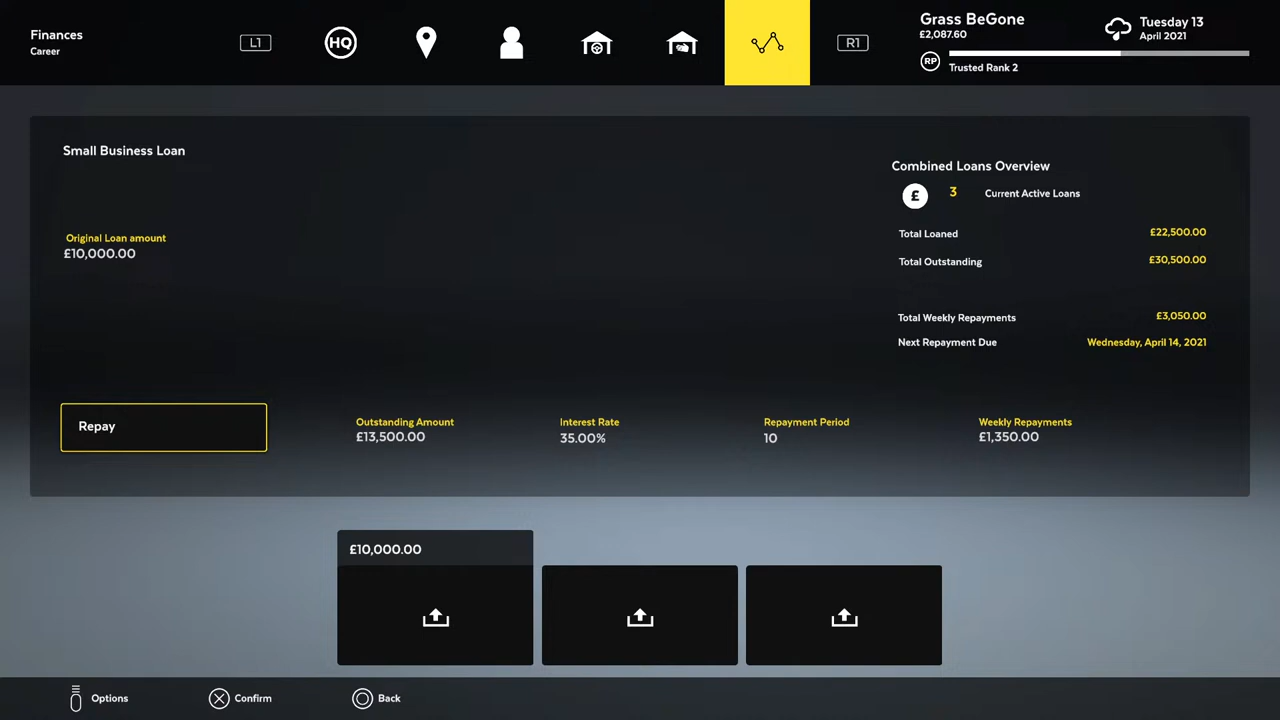 Finances
Career
L1
HQ
R1
Grass BeGone
£2,087.60
Tuesday 13
April 2021
RP
Trusted Rank 2
Small Business Loan
Original Loan amount
£10,000.00
Combined Loans Overview
£ 3 Current Active Loans
Total Loaned £22,500.00
Total Outstanding £30,500.00
Total Weekly Repayments £3,050.00
Next Repayment Due Wednesday, April 14, 2021
Repay
Outstanding Amount
£13,500.00
Interest Rate
35.00%
Repayment Period
10
Weekly Repayments
£1,350.00
£10,000.00
Options
Confirm
Back